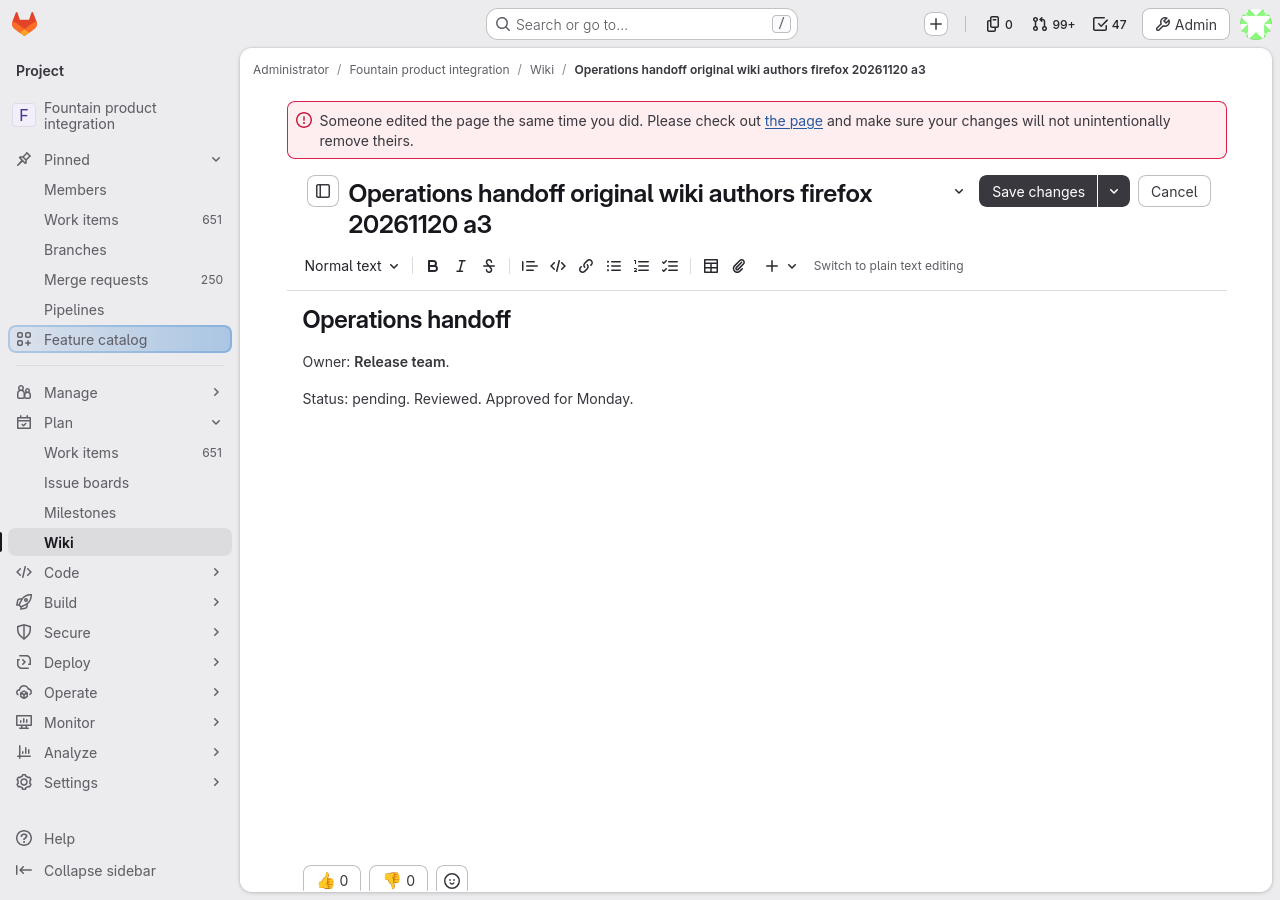 Search or go to...
/
0
99+
47
Admin
Project
F
Fountain product
integration
Pinned
Members
Work items
651
Branches
Merge requests
250
Pipelines
Feature catalog
Manage
Plan
Work items
651
Issue boards
Milestones
Wiki
Code
Build
Secure
Deploy
Operate
Monitor
Analyze
Settings
Help
Collapse sidebar
Administrator / Fountain product integration / Wiki / Operations handoff original wiki authors firefox 20261120 a3
Someone edited the page the same time you did. Please check out the page and make sure your changes will not unintentionally
remove theirs.
Operations handoff original wiki authors firefox
20261120 a3
Save changes
Cancel
Normal text
Switch to plain text editing
Operations handoff
Owner: Release team.
Status: pending. Reviewed. Approved for Monday.
0
0